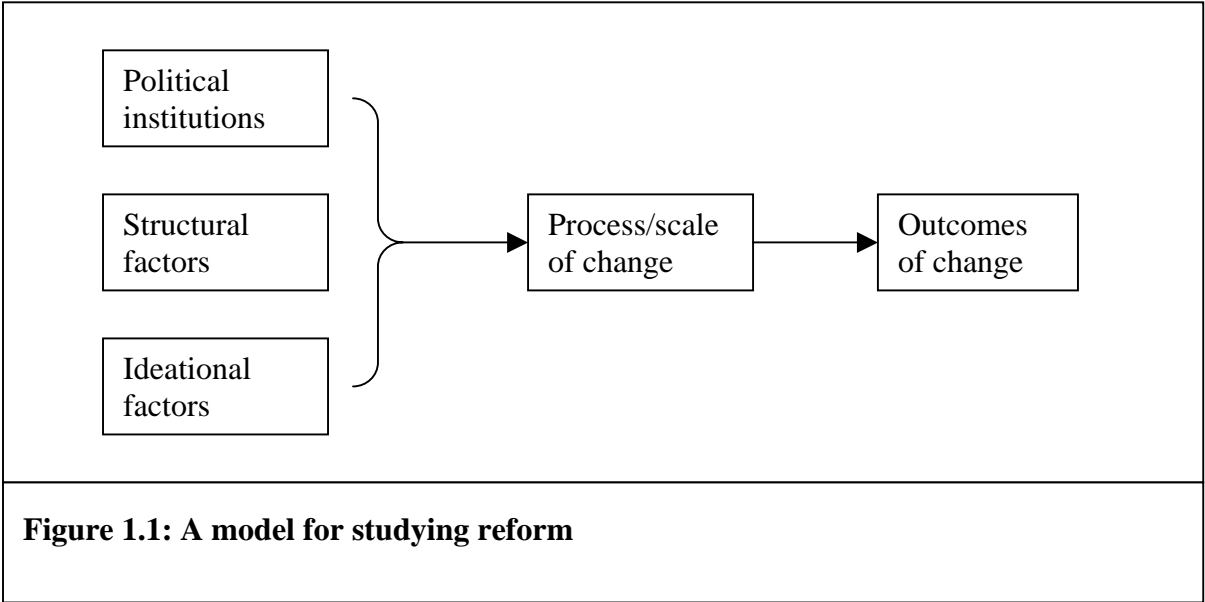 Political
institutions
Structural
factors
Ideational
factors
Process/scale
of change
Outcomes
of change
Figure 1.1: A model for studying reform